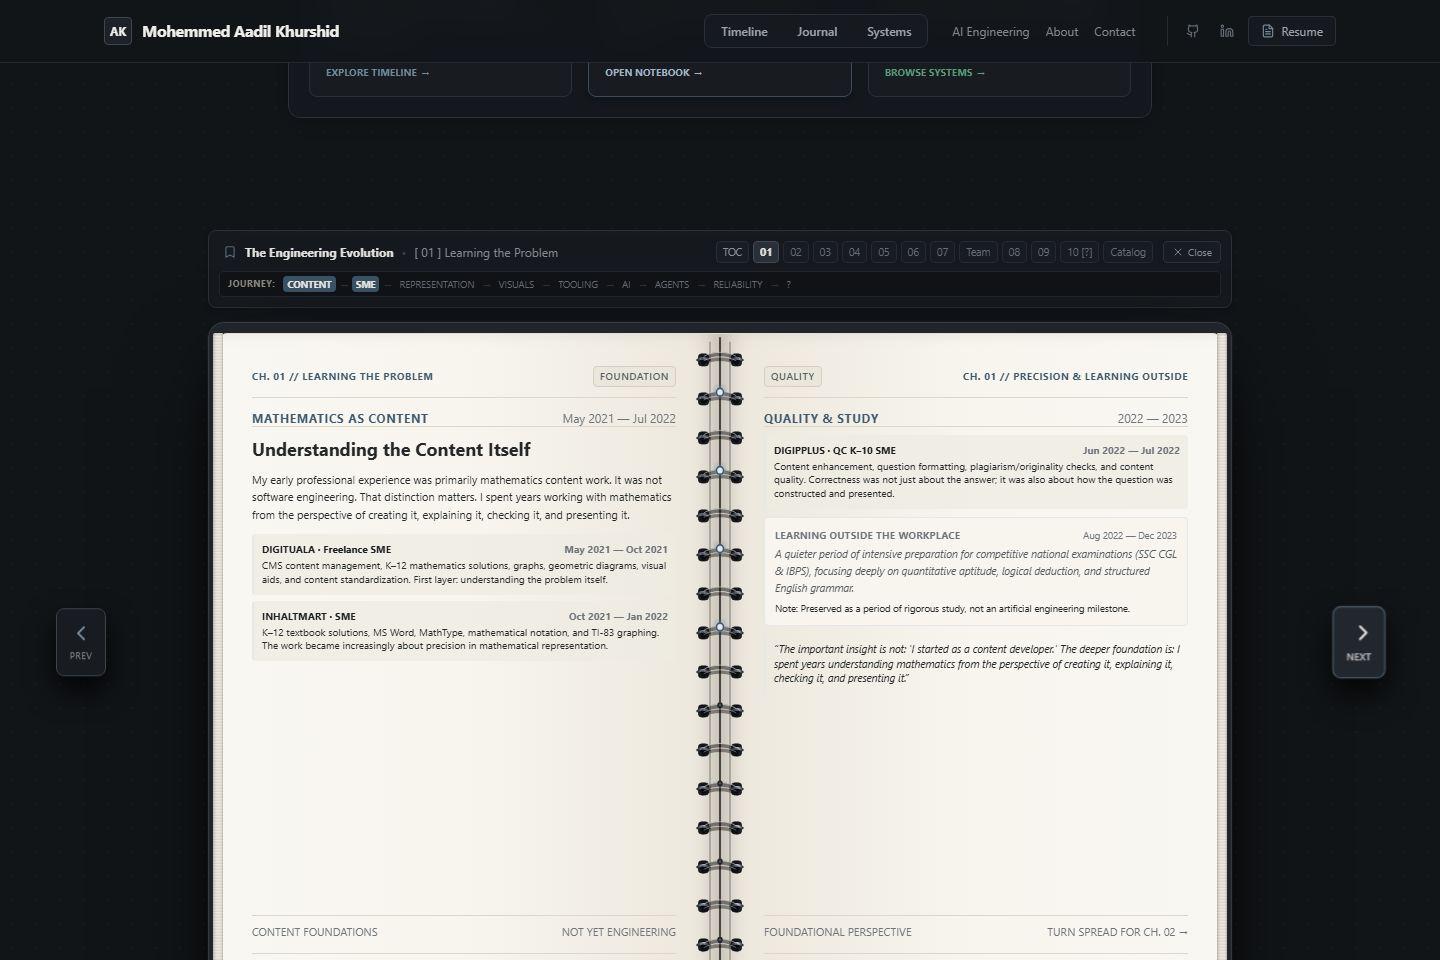 AK Mohemmed Aadil Khurshid Timeline Journal Systems AI Engineering About Contact Resume
EXPLORE TIMELINE → OPEN NOTEBOOK → BROWSE SYSTEMS →
The Engineering Evolution · [ 01 ] Learning the Problem TOC 01 02 03 04 05 06 07 Team 08 09 10 [?] Catalog × Close
JOURNEY: CONTENT → SME → REPRESENTATION → VISUALS → TOOLING → AI → AGENTS → RELIABILITY → ?
CH. 01 // LEARNING THE PROBLEM FOUNDATION
MATHEMATICS AS CONTENT May 2021 — Jul 2022
Understanding the Content Itself
My early professional experience was primarily mathematics content work. It was not
software engineering. That distinction matters. I spent years working with mathematics
from the perspective of creating it, explaining it, checking it, and presenting it.
DIGITUALA · Freelance SME May 2021 — Oct 2021
CMS content management, K–12 mathematics solutions, graphs, geometric diagrams, visual
aids, and content standardization. First layer: understanding the problem itself.
INHALTMART · SME Oct 2021 — Jan 2022
K–12 textbook solutions, MS Word, MathType, mathematical notation, and TI-83 graphing.
The work became increasingly about precision in mathematical representation.
CONTENT FOUNDATIONS NOT YET ENGINEERING
QUALITY CH. 01 // PRECISION & LEARNING OUTSIDE
QUALITY & STUDY 2022 — 2023
DIGIPPLUS · QC K–10 SME Jun 2022 — Jul 2022
Content enhancement, question formatting, plagiarism/originality checks, and content
quality. Correctness was not just about the answer; it was also about how the question was
constructed and presented.
LEARNING OUTSIDE THE WORKPLACE Aug 2022 — Dec 2023
A quieter period of intensive preparation for competitive national examinations (SSC CGL
& IBPS), focusing deeply on quantitative aptitude, logical deduction, and structured
English grammar.
Note: Preserved as a period of rigorous study, not an artificial engineering milestone.
"The important insight is not: 'I started as a content developer.' The deeper foundation is: I
spent years understanding mathematics from the perspective of creating it, explaining it,
checking it, and presenting it."
FOUNDATIONAL PERSPECTIVE TURN SPREAD FOR CH. 02 →
PREV
NEXT